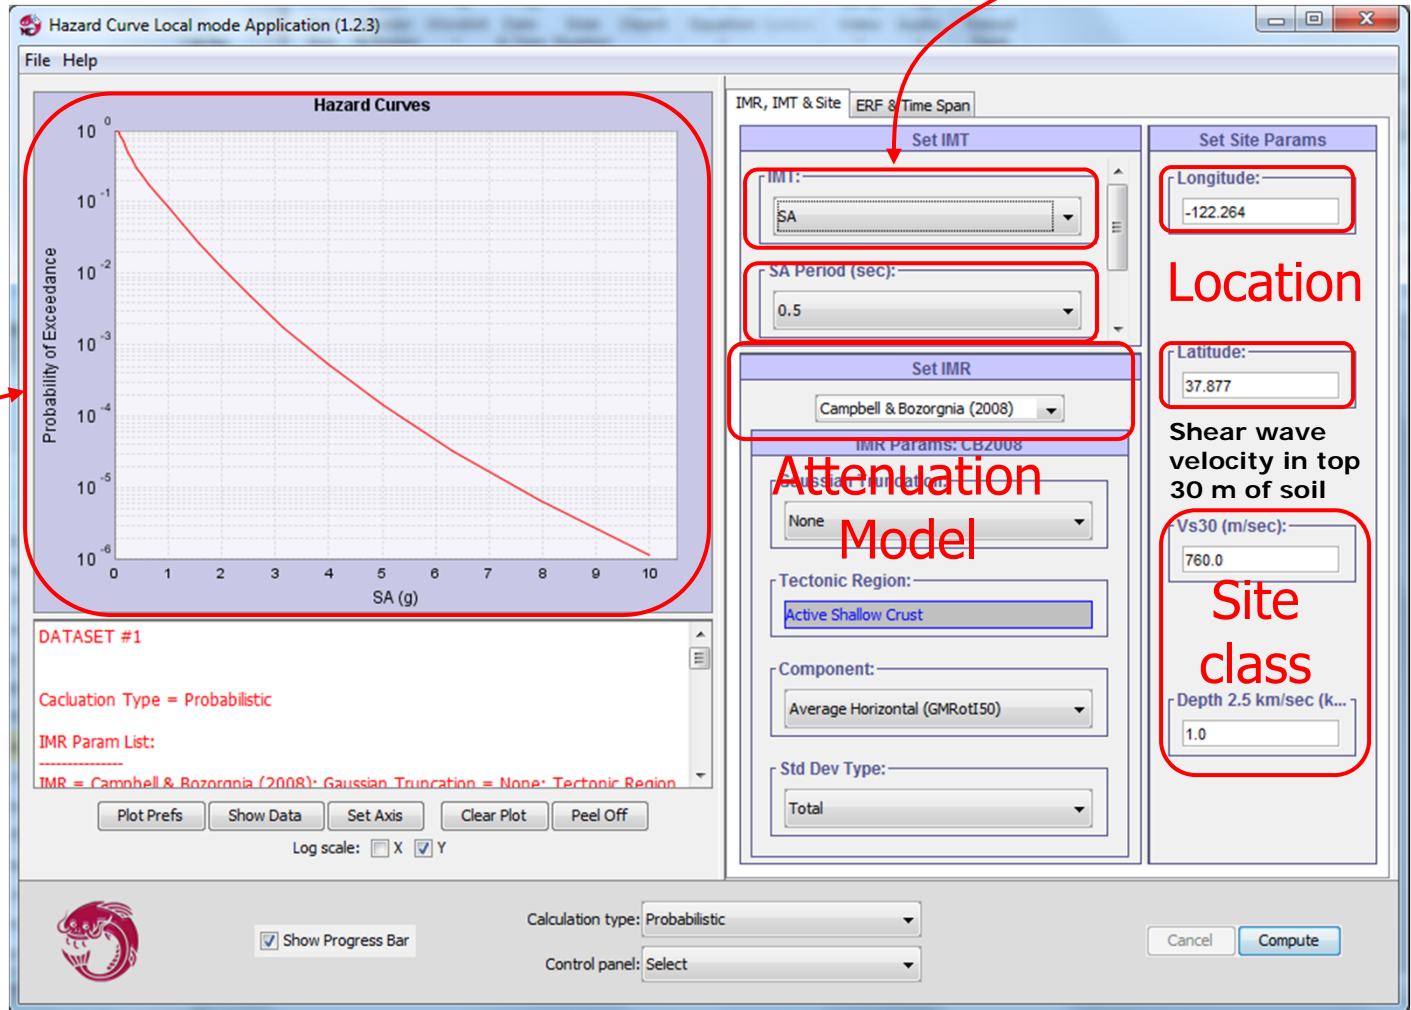 Hazard Curve Local mode Application (1.2.3)
File Help
Hazard Curves
10 0
10 -1
10 -2
10 -3
10 -4
10 -5
10 -6
Probability of Exceedance
0 1 2 3 4 5 6 7 8 9 10
SA (g)
DATASET #1
Cacluation Type = Probabilistic
IMR Param List:
---------------
IMR = Campbell & Bozorgnia (2008); Gaussian Truncation = None; Tectonic Region
Plot Prefs Show Data Set Axis Clear Plot Peel Off
Log scale: X Y
IMR, IMT & Site ERF & Time Span
Set IMT
IMT:
SA
SA Period (sec):
0.5
Set IMR
Campbell & Bozorgnia (2008)
IMR Params: CB2008
Gaussian Truncation:
None
Attenuation
Model
Tectonic Region:
Active Shallow Crust
Component:
Average Horizontal (GMRotI50)
Std Dev Type:
Total
Set Site Params
Longitude:
-122.264
Location
Latitude:
37.877
Shear wave
velocity in top
30 m of soil
Vs30 (m/sec):
760.0
Site
class
Depth 2.5 km/sec (k...
1.0
Show Progress Bar
Calculation type: Probabilistic
Control panel: Select
Cancel Compute